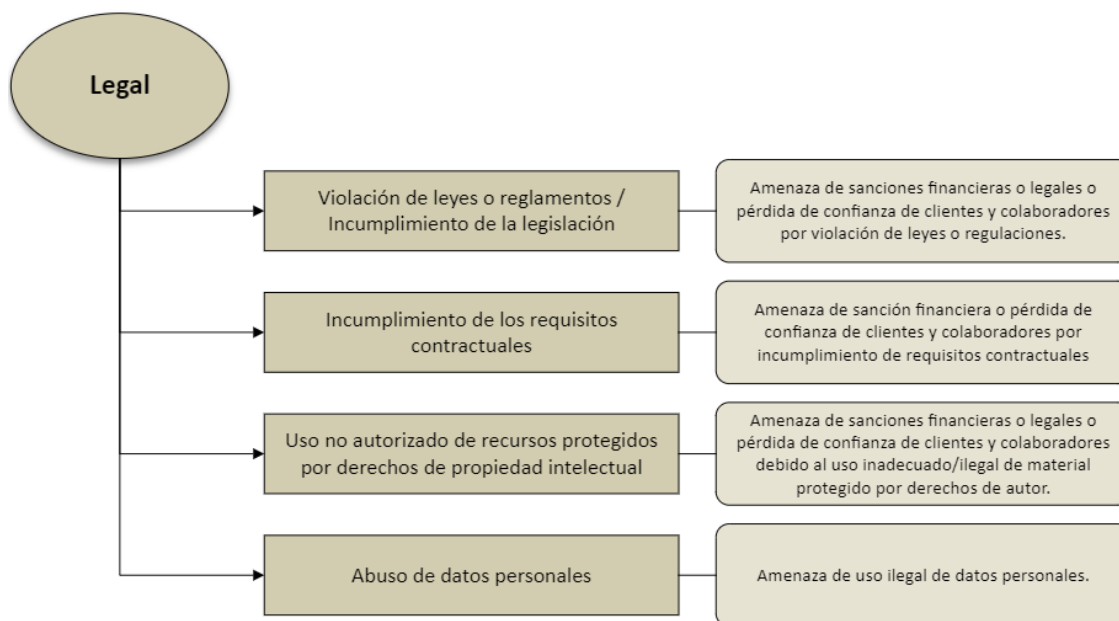 Legal
Violación de leyes o reglamentos /
Incumplimiento de la legislación
Amenaza de sanciones financieras o legales o
pérdida de confianza de clientes y colaboradores
por violación de leyes o regulaciones.
Incumplimiento de los requisitos
contractuales
Amenaza de sanción financiera o pérdida de
confianza de clientes y colaboradores por
incumplimiento de requisitos contractuales
Uso no autorizado de recursos protegidos
por derechos de propiedad intelectual
Amenaza de sanciones financieras o legales o
pérdida de confianza de clientes y colaboradores
debido al uso inadecuado/ilegal de material
protegido por derechos de autor.
Abuso de datos personales
Amenaza de uso ilegal de datos personales.